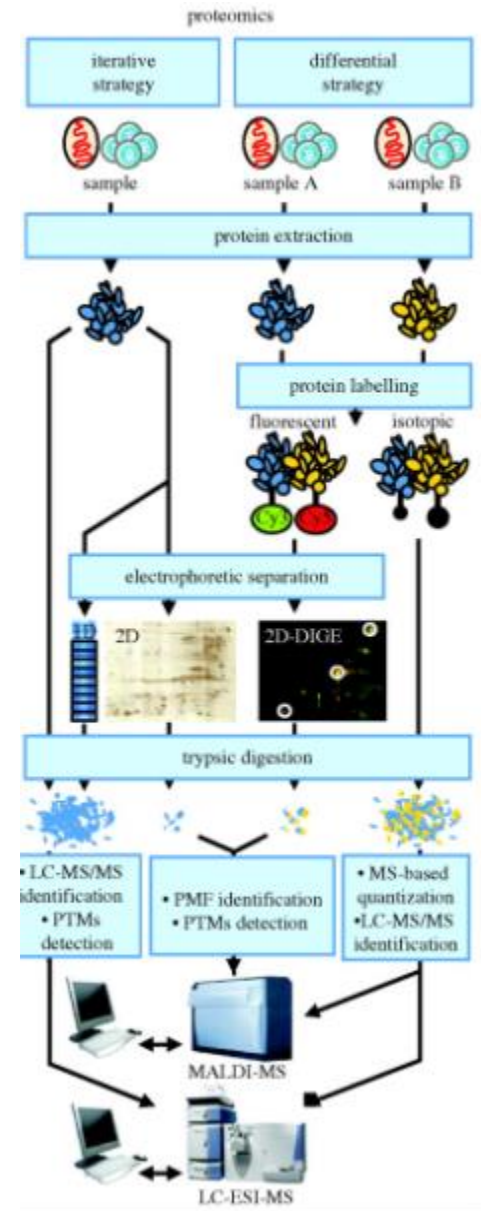 proteomics
iterative
strategy
differential
strategy
sample
sample A
sample B
protein extraction
protein labelling
fluorescent
isotopic
Cy3
Cy5
electrophoretic separation
1D
2D
2D-DIGE
trypsic digestion
• LC-MS/MS
identification
• PTMs
detection
• PMF identification
• PTMs detection
• MS-based
quantization
•LC-MS/MS
identification
MALDI-MS
LC-ESI-MS